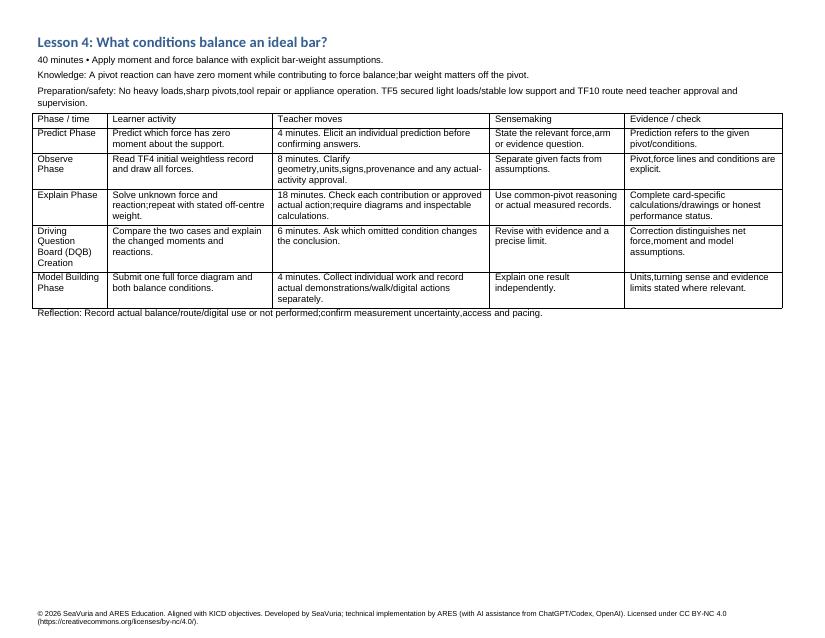 Lesson 4: What conditions balance an ideal bar?
40 minutes • Apply moment and force balance with explicit bar-weight assumptions.
Knowledge: A pivot reaction can have zero moment while contributing to force balance;bar weight matters off the pivot.
Preparation/safety: No heavy loads,sharp pivots,tool repair or appliance operation. TF5 secured light loads/stable low support and TF10 route need teacher approval and
supervision.
Phase / time
Learner activity
Teacher moves
Sensemaking
Evidence / check
Predict Phase
Predict which force has zero
moment about the support.
4 minutes. Elicit an individual prediction before
confirming answers.
State the relevant force,arm
or evidence question.
Prediction refers to the given
pivot/conditions.
Observe
Phase
Read TF4 initial weightless record
and draw all forces.
8 minutes. Clarify
geometry,units,signs,provenance and any actual-
activity approval.
Separate given facts from
assumptions.
Pivot,force lines and conditions are
explicit.
Explain Phase
Solve unknown force and
reaction;repeat with stated off-centre
weight.
18 minutes. Check each contribution or approved
actual action;require diagrams and inspectable
calculations.
Use common-pivot reasoning
or actual measured records.
Complete card-specific
calculations/drawings or honest
performance status.
Driving
Question
Board (DQB)
Creation
Compare the two cases and explain
the changed moments and
reactions.
6 minutes. Ask which omitted condition changes
the conclusion.
Revise with evidence and a
precise limit.
Correction distinguishes net
force,moment and model
assumptions.
Model Building
Phase
Submit one full force diagram and
both balance conditions.
4 minutes. Collect individual work and record
actual demonstrations/walk/digital actions
separately.
Explain one result
independently.
Units,turning sense and evidence
limits stated where relevant.
Reflection: Record actual balance/route/digital use or not performed;confirm measurement uncertainty,access and pacing.
© 2026 SeaVuria and ARES Education. Aligned with KICD objectives. Developed by SeaVuria; technical implementation by ARES (with AI assistance from ChatGPT/Codex, OpenAI). Licensed under CC BY-NC 4.0
(https://creativecommons.org/licenses/by-nc/4.0/).